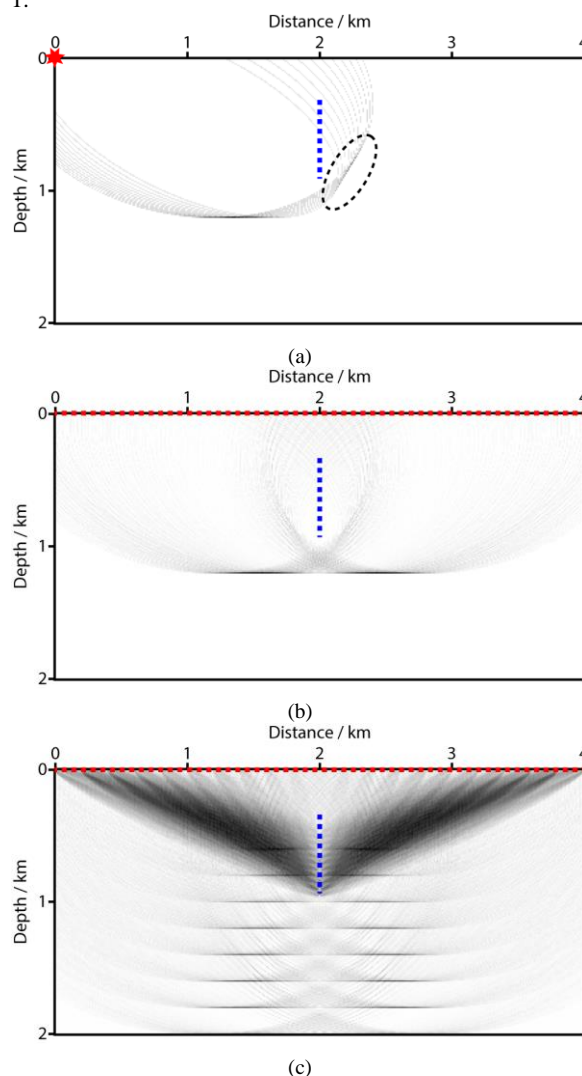 1.
Distance / km
0 1 2 3 4
0
1
2
Depth / km
(a)
Distance / km
0 1 2 3 4
0
1
2
Depth / km
(b)
Distance / km
0 1 2 3 4
0
1
2
Depth / km
(c)